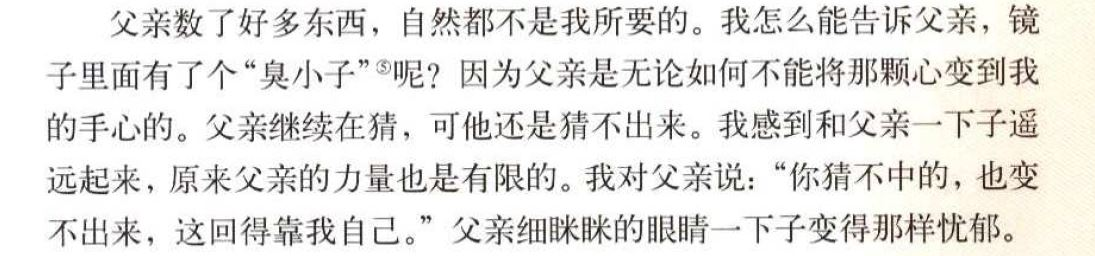 父亲数了好多东西，自然都不是我所要的。我怎么能告诉父亲，镜
子里面有了个“臭小子”⑤呢？因为父亲是无论如何不能将那颗心变到我
的手心的。父亲继续在猜，可他还是猜不出来。我感到和父亲一下子遥
远起来，原来父亲的力量也是有限的。我对父亲说：“你猜不中的，也变
不出来，这回得靠我自己。”父亲细眯眯的眼睛一下子变得那样忧郁。